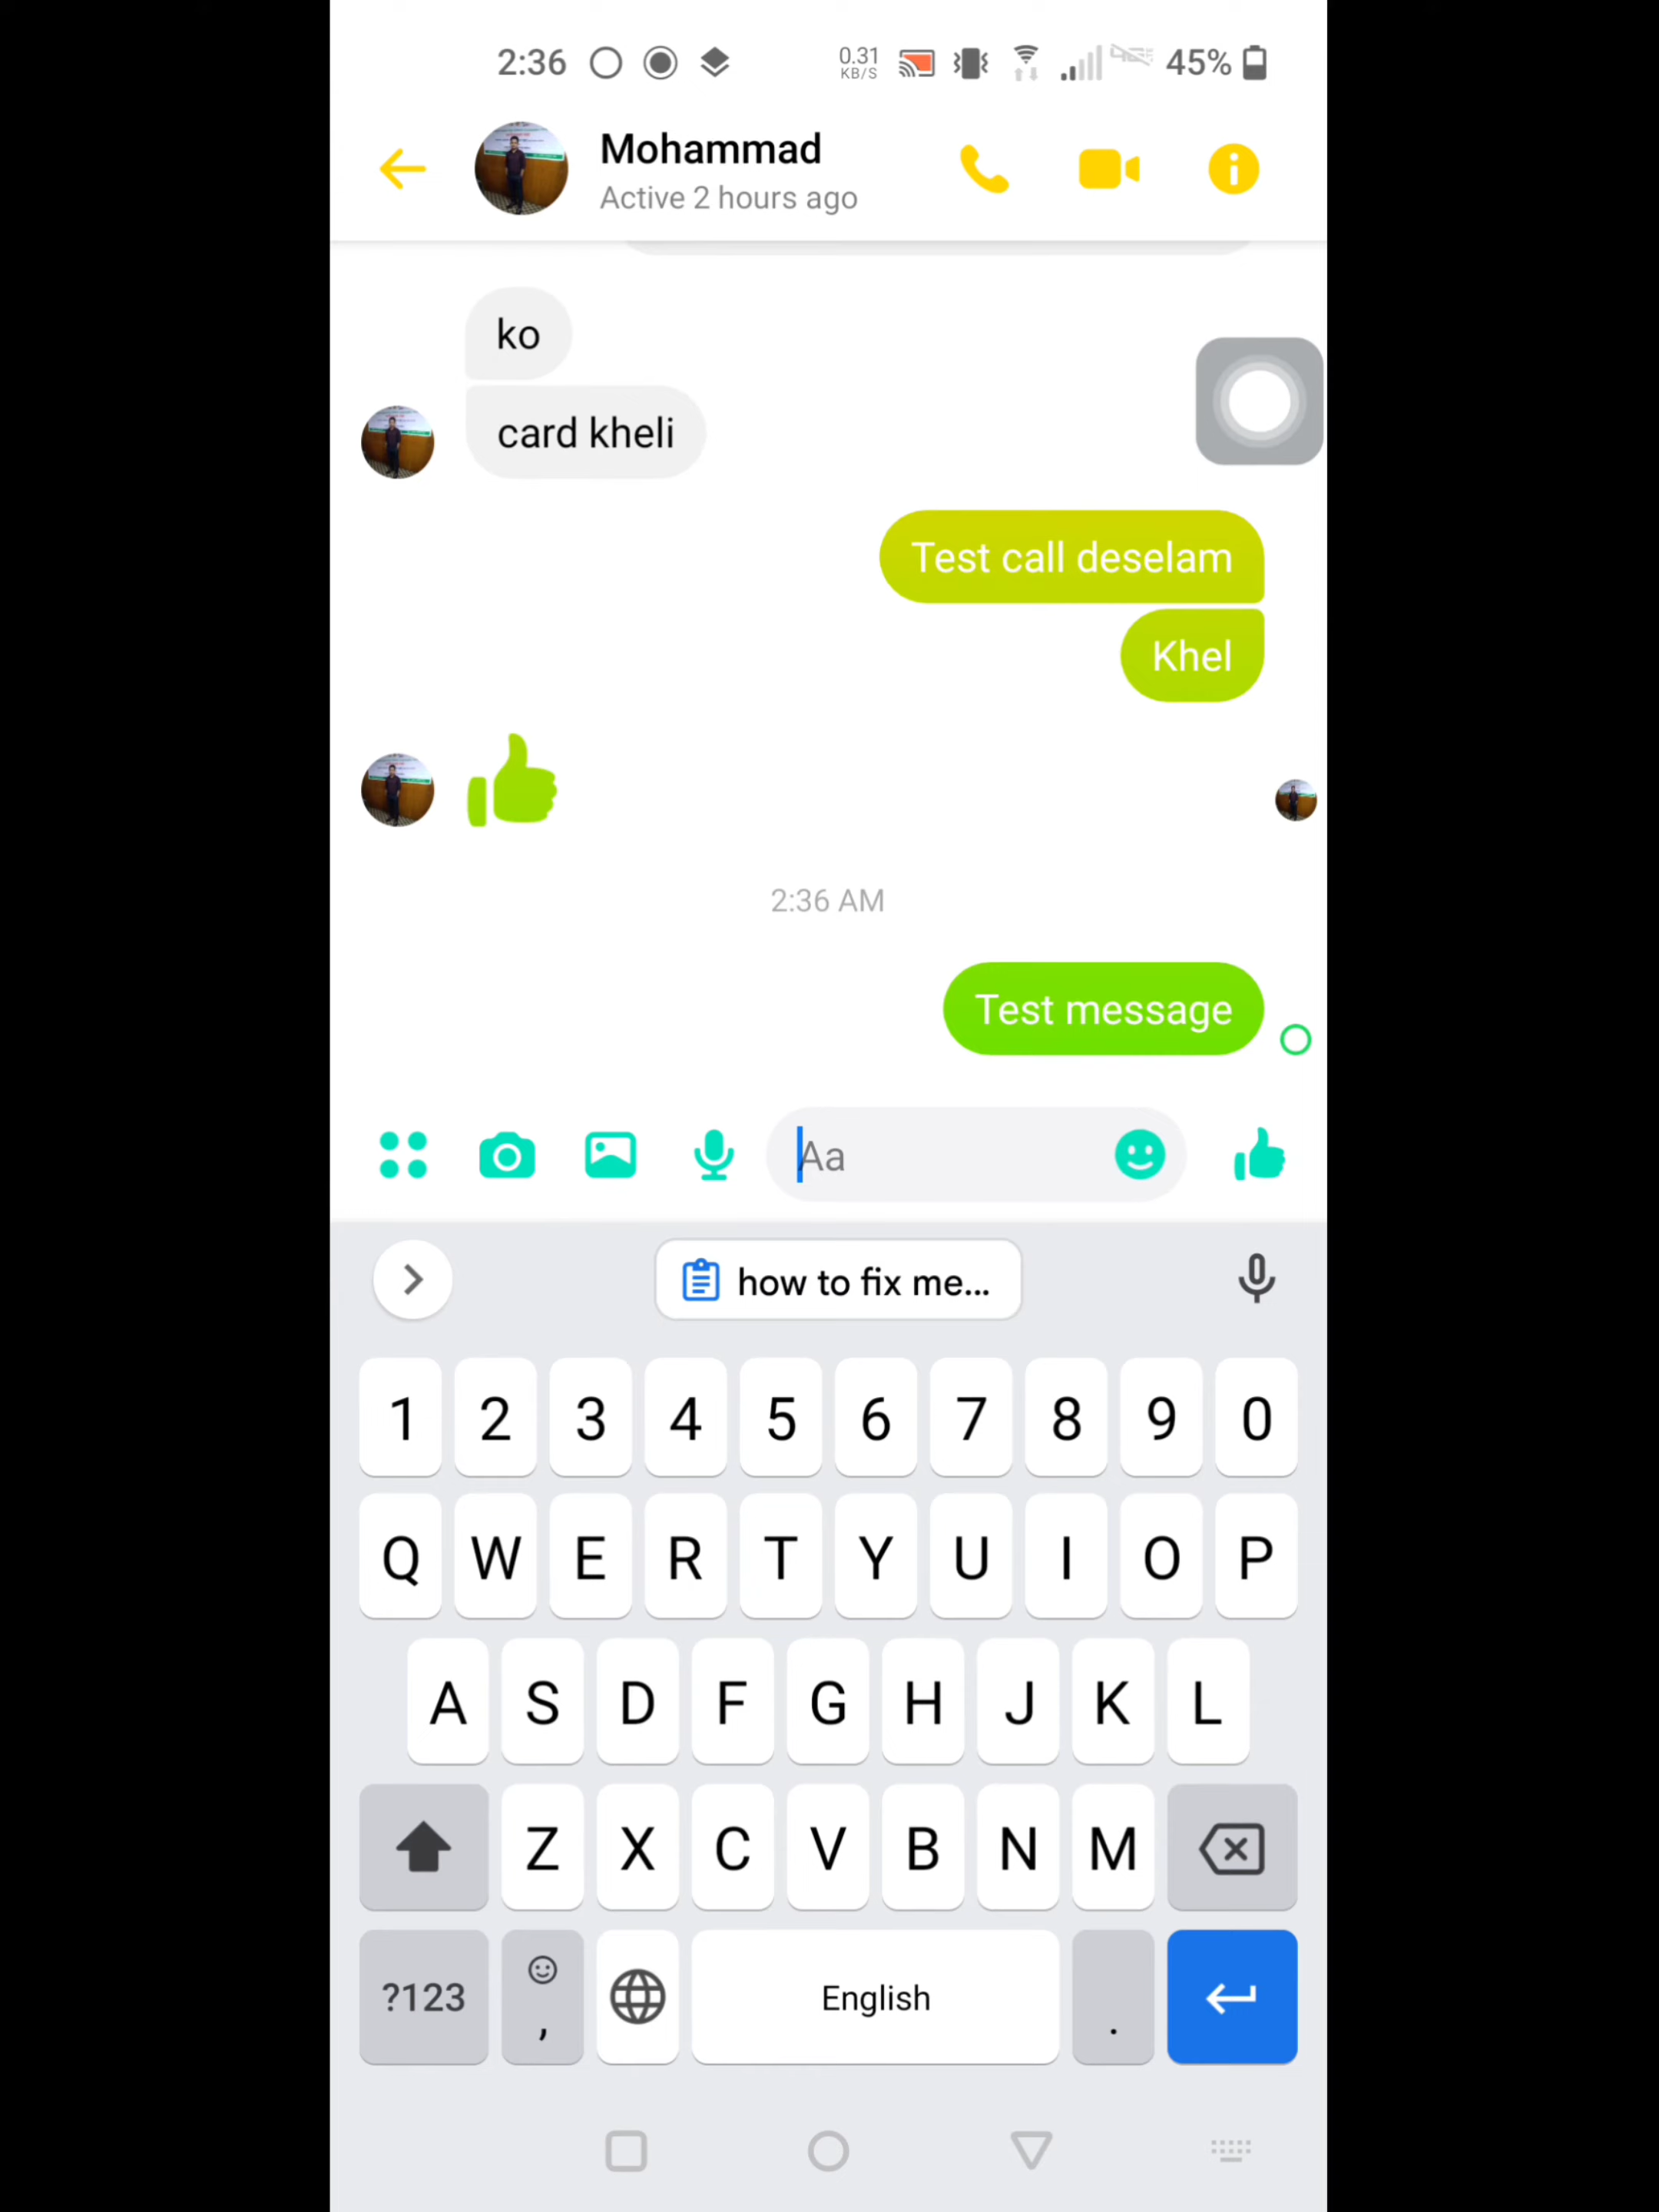 2:36 0.31 KB/S 45%
Mohammad
Active 2 hours ago
ko
card kheli
Test call deselam
Khel
2:36 AM
Test message
Aa
how to fix me...
1 2 3 4 5 6 7 8 9 0
Q W E R T Y U I O P
A S D F G H J K L
Z X C V B N M
?123 , English .